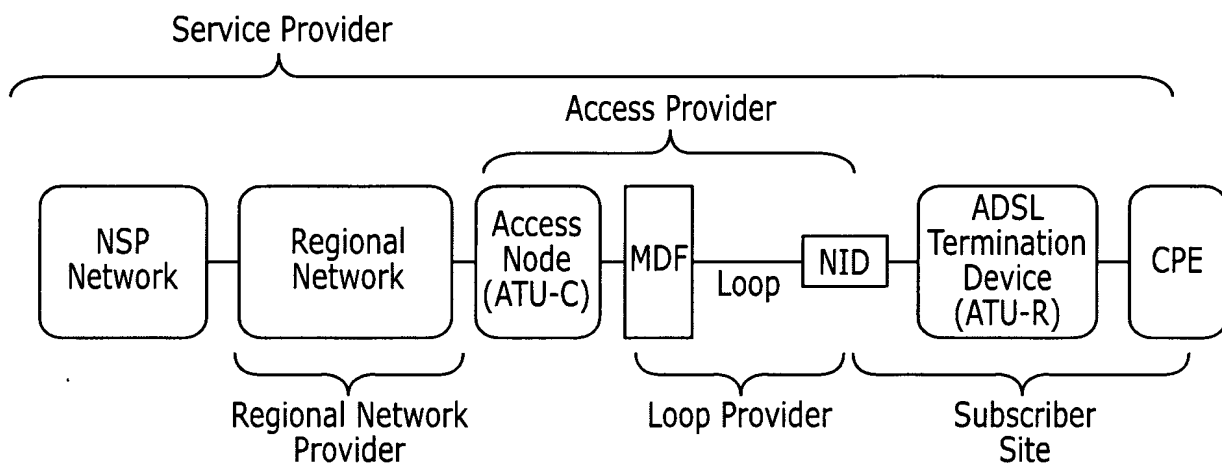 Service Provider
Access Provider
NSP
Network
Regional
Network
Access
Node
(ATU-C)
MDF
Loop
NID
ADSL
Termination
Device
(ATU-R)
CPE
Regional Network
Provider
Loop Provider
Subscriber
Site